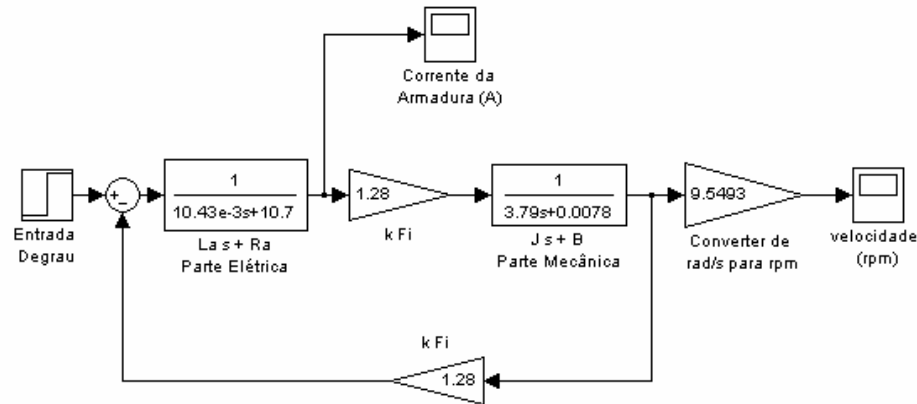 Corrente da
Armadura (A)
Entrada
Degrau
+
-
1
10.43e-3s+10.7
La s + Ra
Parte Elétrica
1.28
k Fi
1
3.79s+0.0078
J s + B
Parte Mecânica
9.5493
Converter de
rad/s para rpm
velocidade
(rpm)
k Fi
1.28